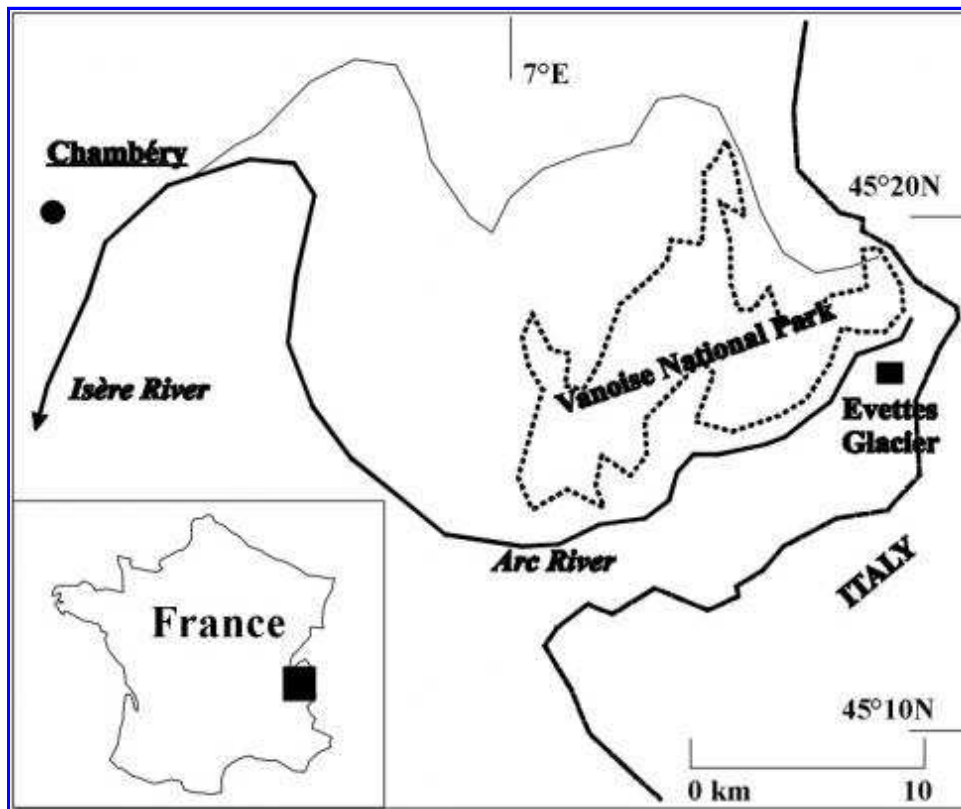 7°E
Chambéry
45°20N
Vanoise National Park
Isère River
Evettes
Glacier
Arc River
ITALY
France
45°10N
0 km 10